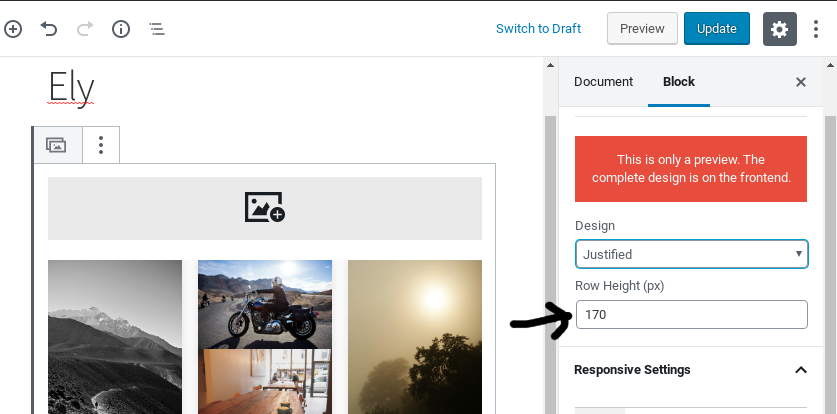 Switch to Draft
Preview
Update
Ely
Document
Block
This is only a preview. The
complete design is on the frontend.
Design
Justified
Row Height (px)
170
Responsive Settings